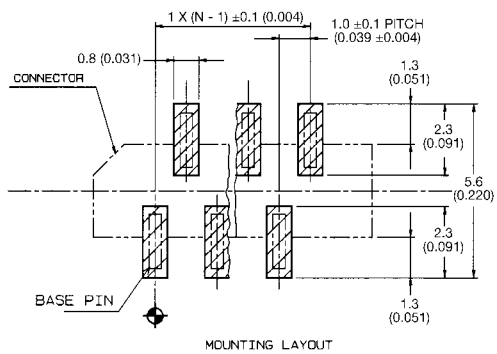 1 X (N - 1) ±0.1 (0.004)
1.0 ±0.1 PITCH
(0.039 ±0.004)
0.8 (0.031)
CONNECTOR
1.3
(0.051)
2.3
(0.091)
5.6
(0.220)
2.3
(0.091)
BASE PIN
1.3
(0.051)
MOUNTING LAYOUT